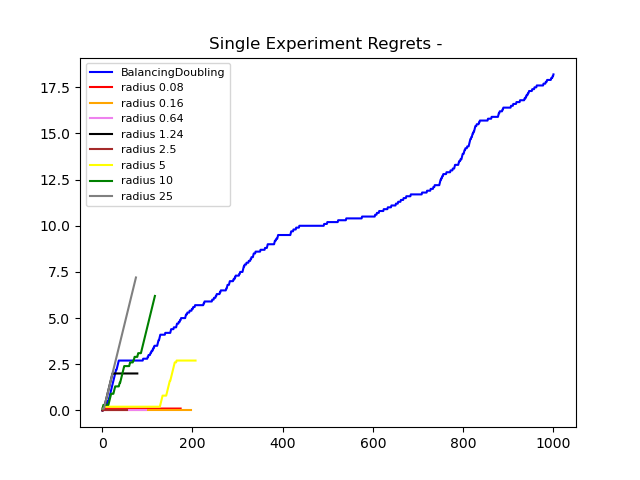 Single Experiment Regrets -
BalancingDoubling
radius 0.08
radius 0.16
radius 0.64
radius 1.24
radius 2.5
radius 5
radius 10
radius 25
17.5
15.0
12.5
10.0
7.5
5.0
2.5
0.0
0 200 400 600 800 1000